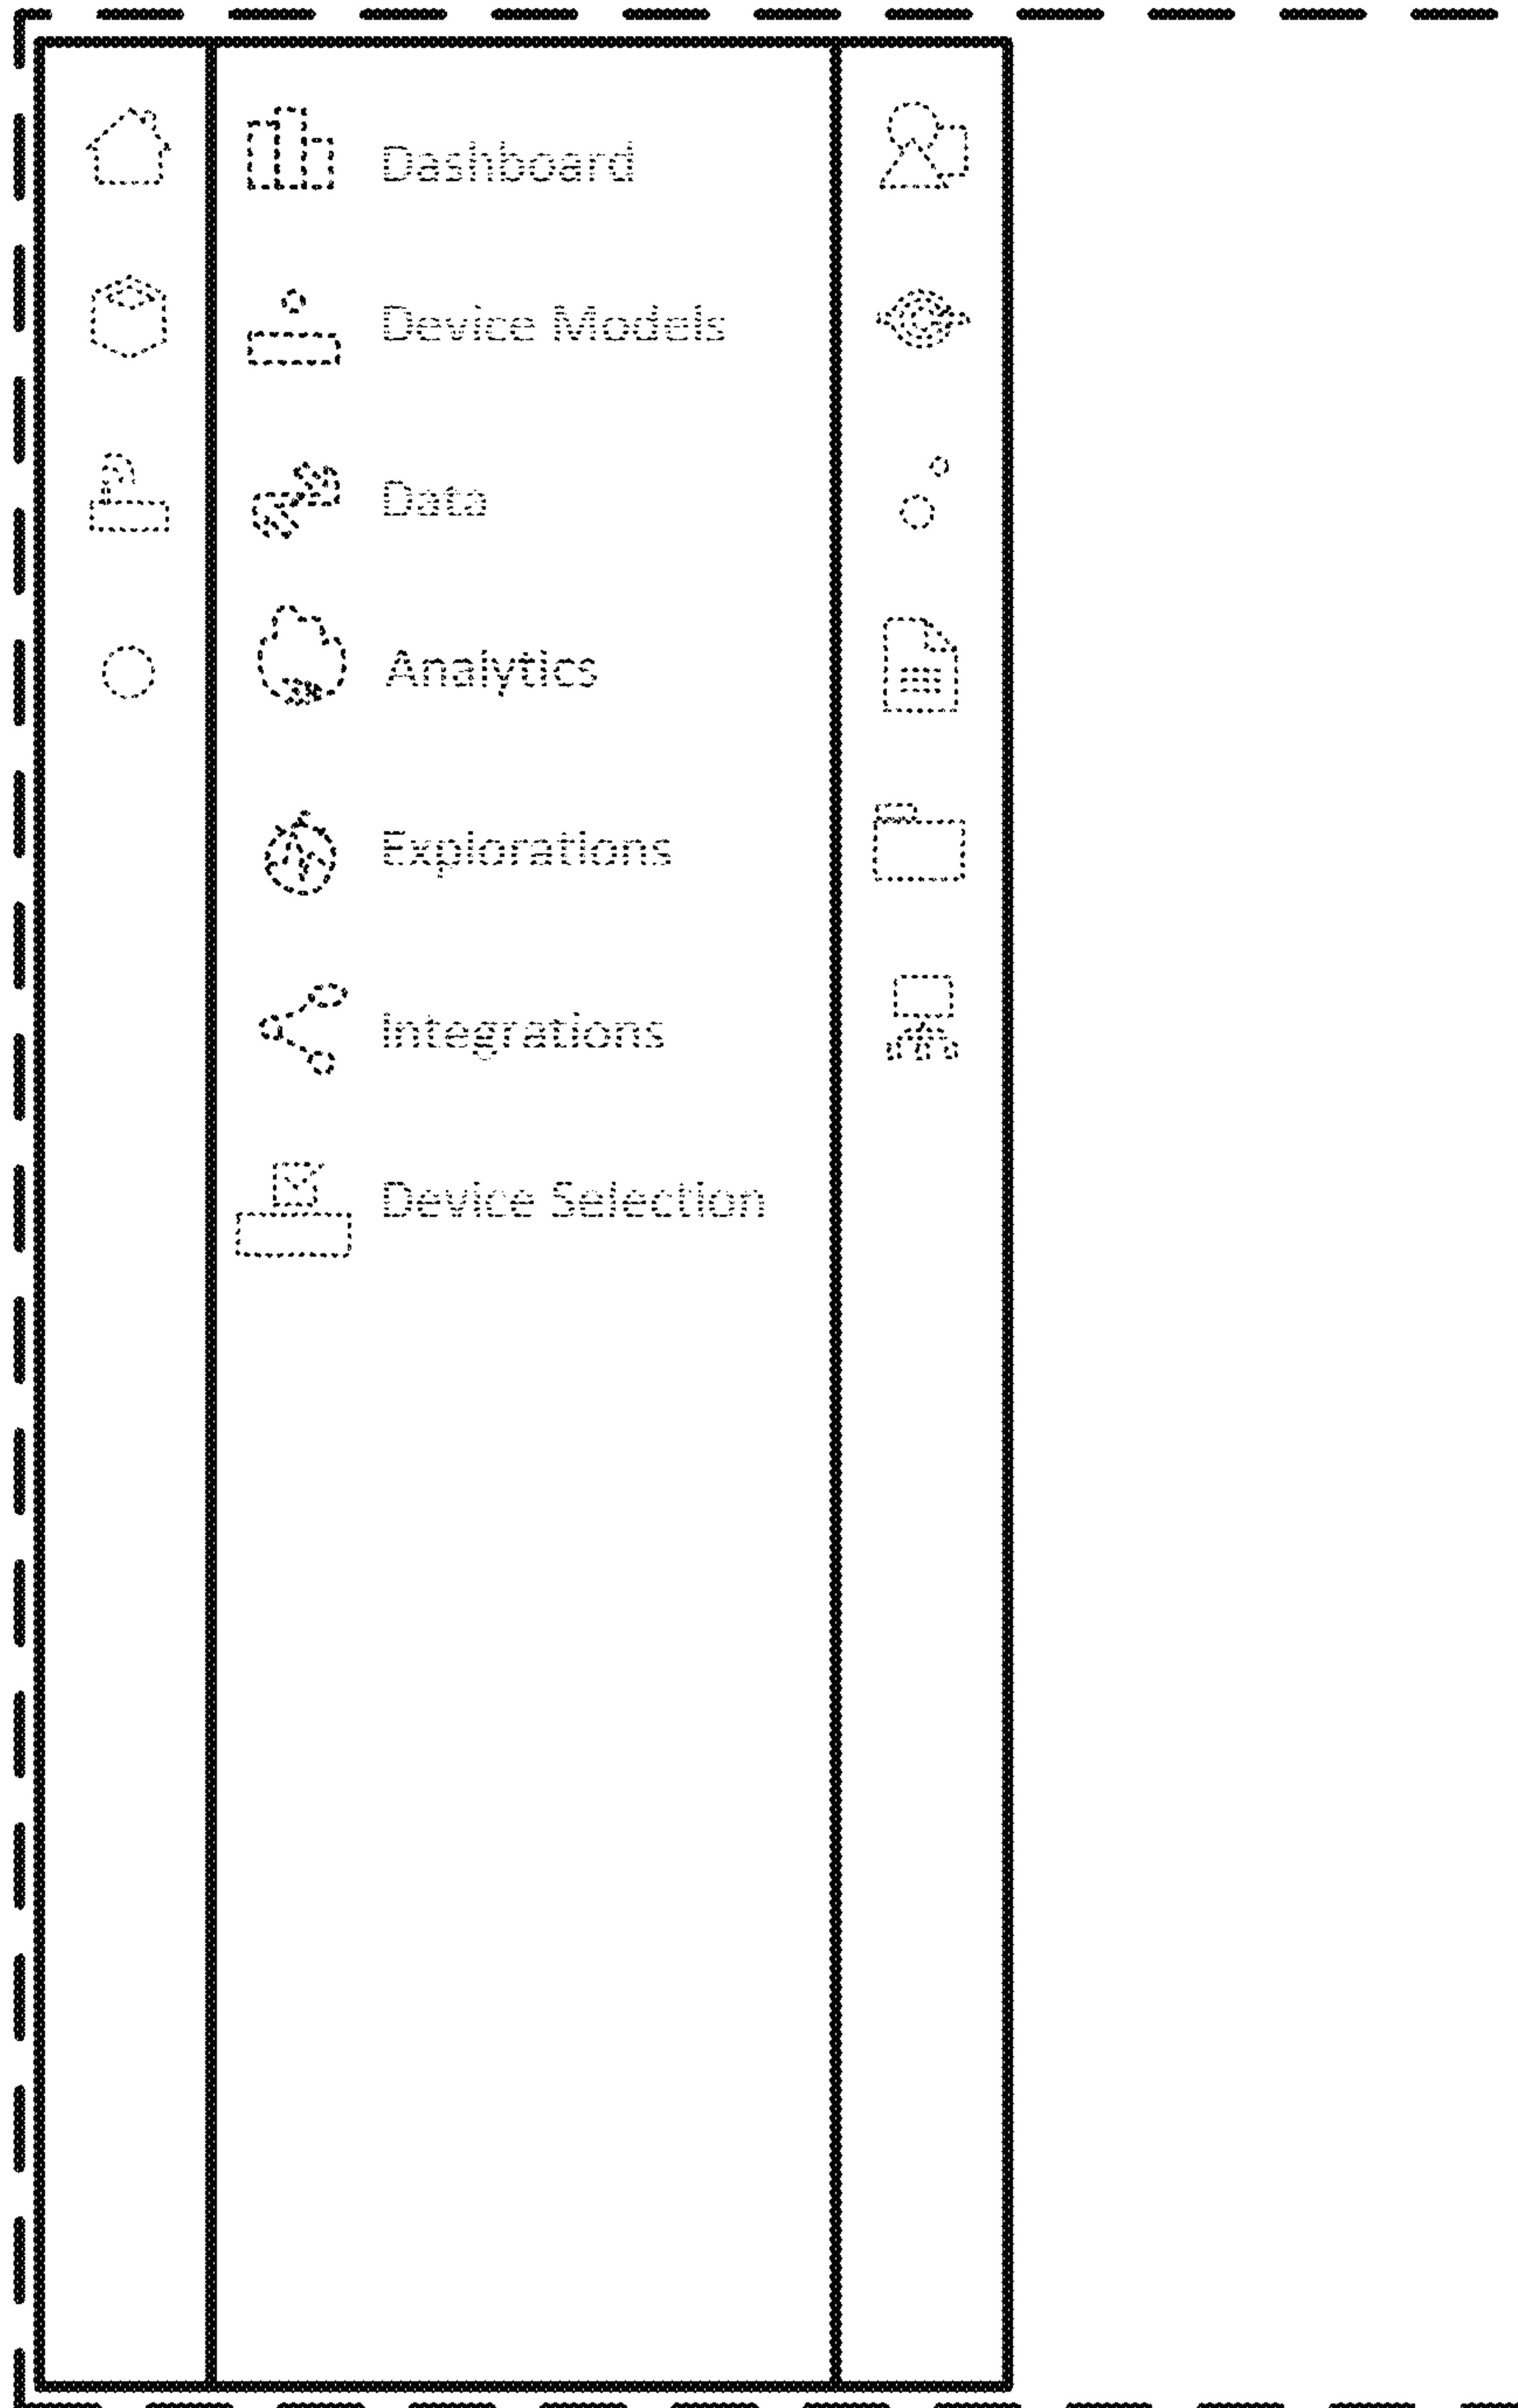 Dashboard
Device Models
Data
Analytics
Explorations
Integrations
Device Selection